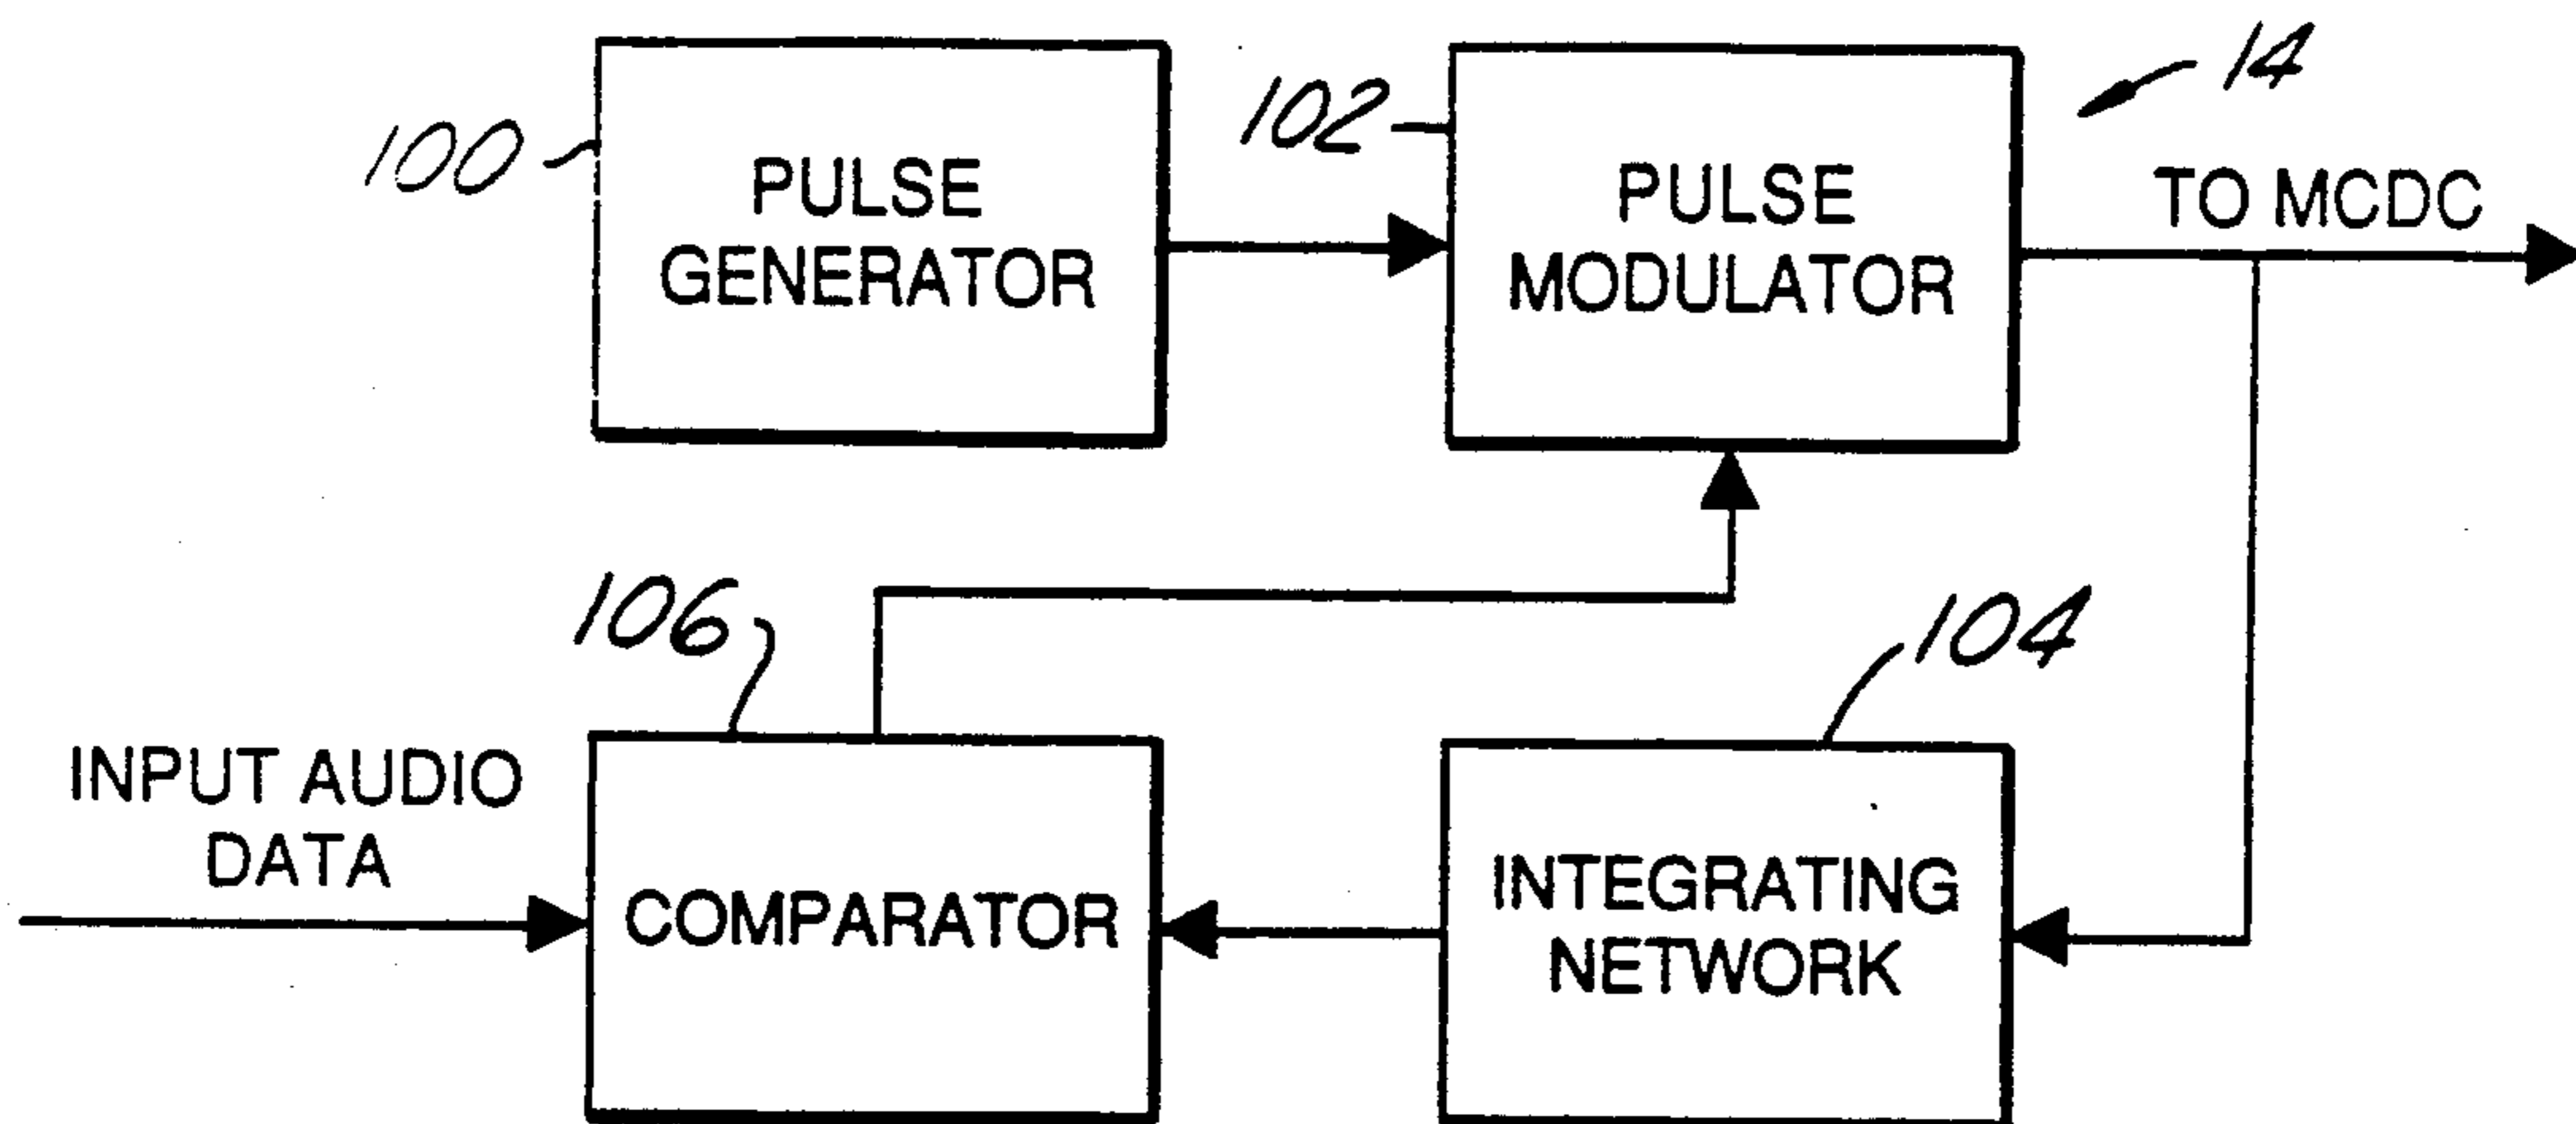 14
100
PULSE
GENERATOR
102
PULSE
MODULATOR
TO MCDC
106
104
INPUT AUDIO
DATA
COMPARATOR
INTEGRATING
NETWORK